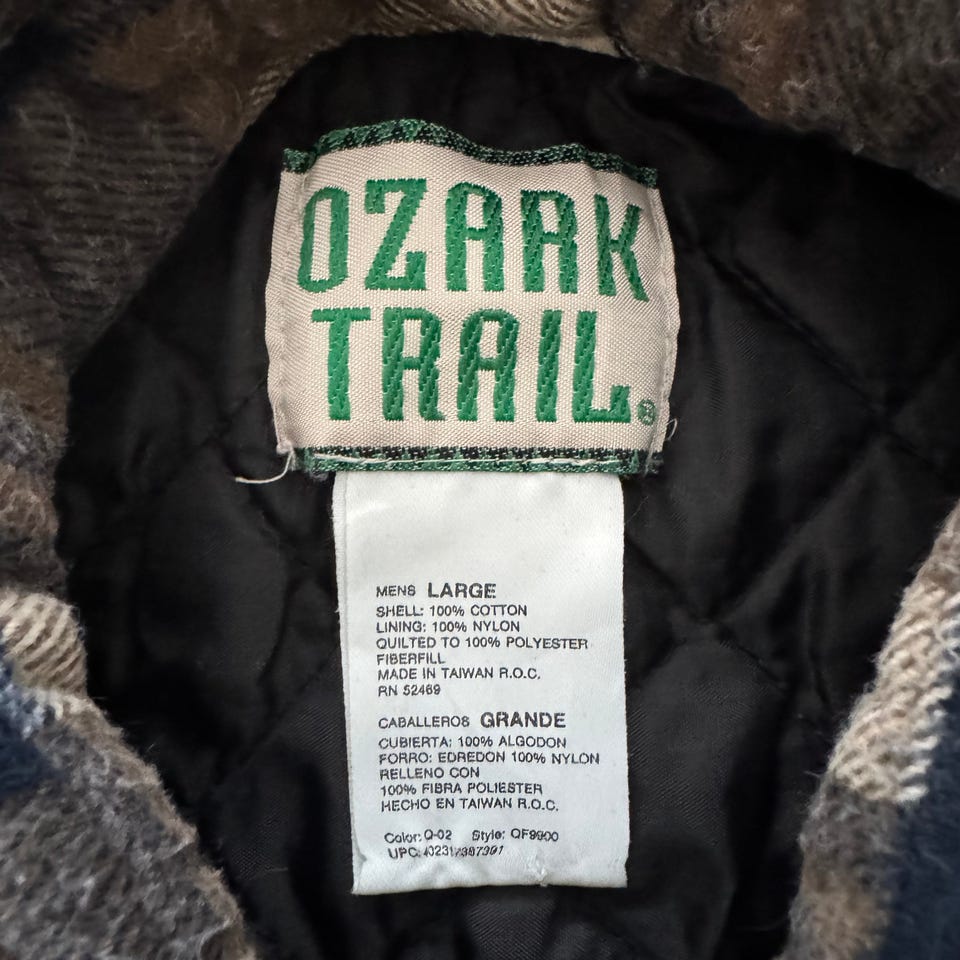 OZARK
TRAIL®
MENS LARGE
SHELL: 100% COTTON
LINING: 100% NYLON
QUILTED TO 100% POLYESTER
FIBERFILL
MADE IN TAIWAN R.O.C.
RN 52469
CABALLEROS GRANDE
CUBIERTA: 100% ALGODON
FORRO: EDREDON 100% NYLON
RELLENO CON
100% FIBRA POLIESTER
HECHO EN TAIWAN R.O.C.
Color: Q-02 Style: QF9900
UPC: